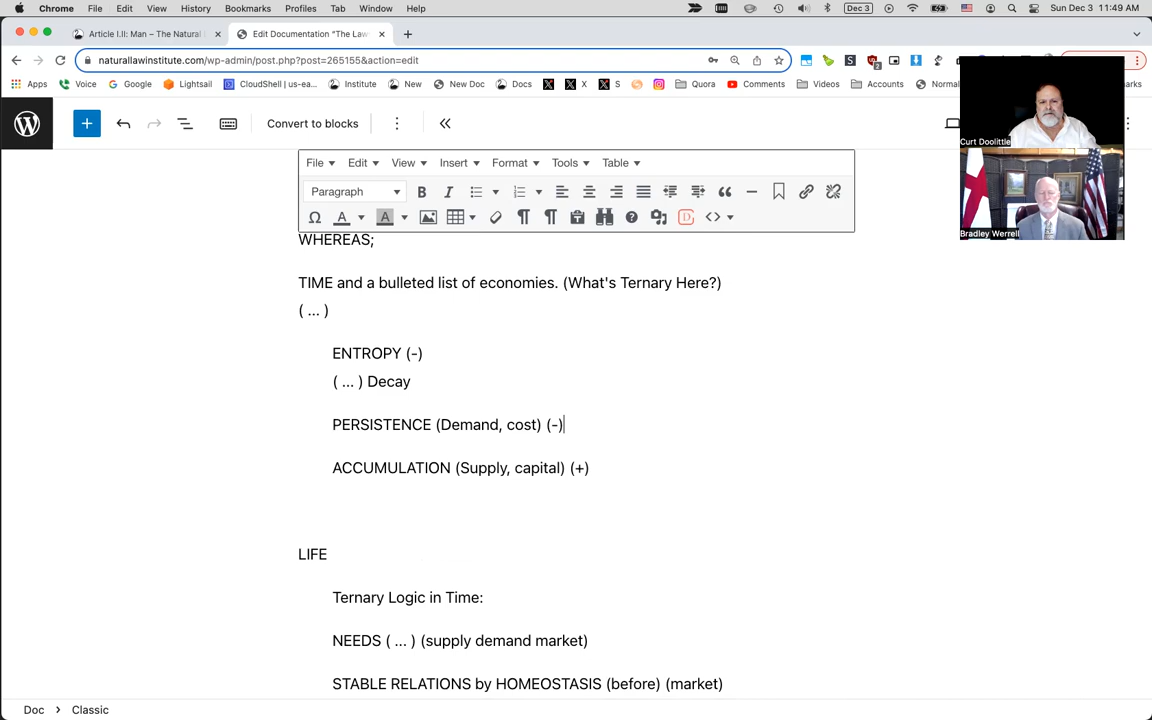 Chrome File Edit View History Bookmarks Profiles Tab Window Help Dec 3 Sun Dec 3 11:49 AM
Article I.II: Man – The Natural Edit Documentation "The Law
naturallawinstitute.com/wp-admin/post.php?post=265155&action=edit
Apps Voice Google Lightsail CloudShell | us-ea... Institute New Docs X X S Quora Comments Videos Accounts Normal marks
Convert to blocks
Curt Doolittle
File Edit View Insert Format Tools Table
Paragraph
Bradley Werrell
WHEREAS;
TIME and a bulleted list of economies. (What's Ternary Here?)
( ... )
ENTROPY (-)
( ... ) Decay
PERSISTENCE (Demand, cost) (-)
ACCUMULATION (Supply, capital) (+)
LIFE
Ternary Logic in Time:
NEEDS ( ... ) (supply demand market)
STABLE RELATIONS by HOMEOSTASIS (before) (market)
Doc Classic